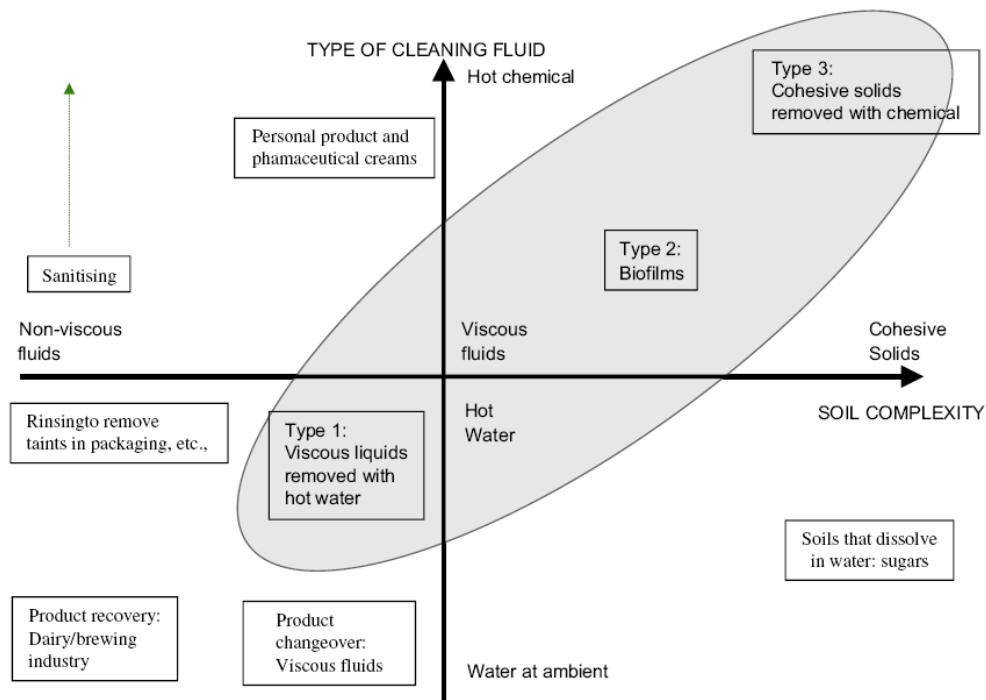 TYPE OF CLEANING FLUID
Hot chemical
Type 3:
Cohesive solids
removed with chemical
Personal product and
phamaceutical creams
Type 2:
Biofilms
Sanitising
Non-viscous
fluids
Viscous
fluids
Cohesive
Solids
Rinsingto remove
taints in packaging, etc.,
Hot
Water
SOIL COMPLEXITY
Type 1:
Viscous liquids
removed with
hot water
Soils that dissolve
in water: sugars
Product recovery:
Dairy/brewing
industry
Product
changeover:
Viscous fluids
Water at ambient